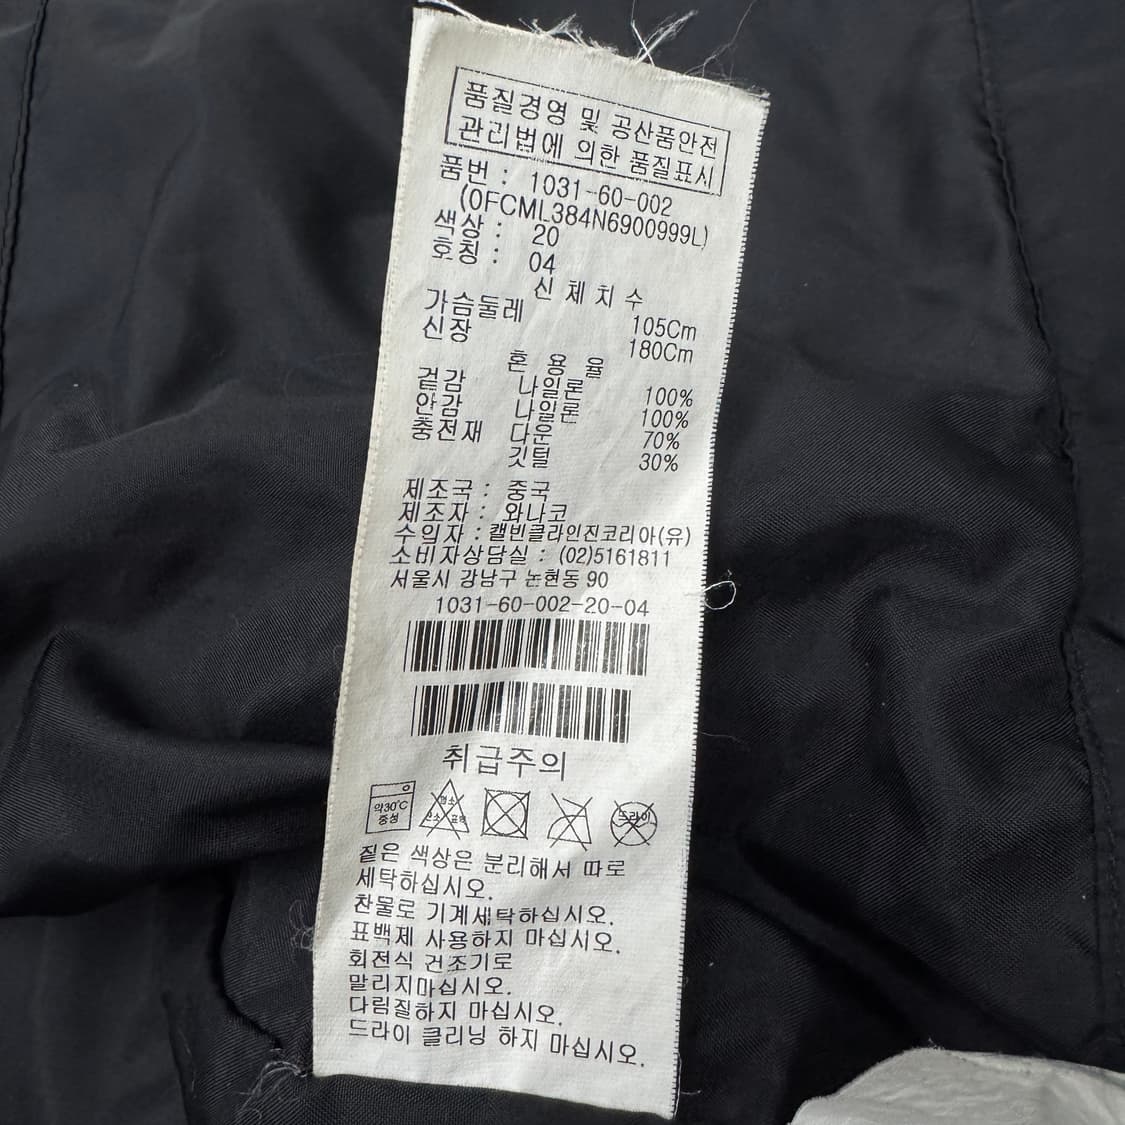 품질경영 및 공산품안전
관리법에 의한 품질표시
품번 : 1031-60-002
(0FCML384N6900999L)
색상 : 20
호칭 : 04
신 체 치 수
가슴둘레 105Cm
신장 180Cm
혼 용 율
겉감 나일론 100%
안감 나일론 100%
충전재 다운 70%
깃털 30%
제조국 : 중국
제조자 : 와나코
수입자 : 캘빈클라인진코리아(유)
소비자상담실 : (02)5161811
서울시 강남구 논현동 90
1031-60-002-20-04
취급주의
약30℃
중성
염소
산소 표백
드라이
짙은 색상은 분리해서 따로
세탁하십시오.
찬물로 기계세탁하십시오.
표백제 사용하지 마십시오.
회전식 건조기로
말리지마십시오.
다림질하지 마십시오.
드라이 클리닝 하지 마십시오.